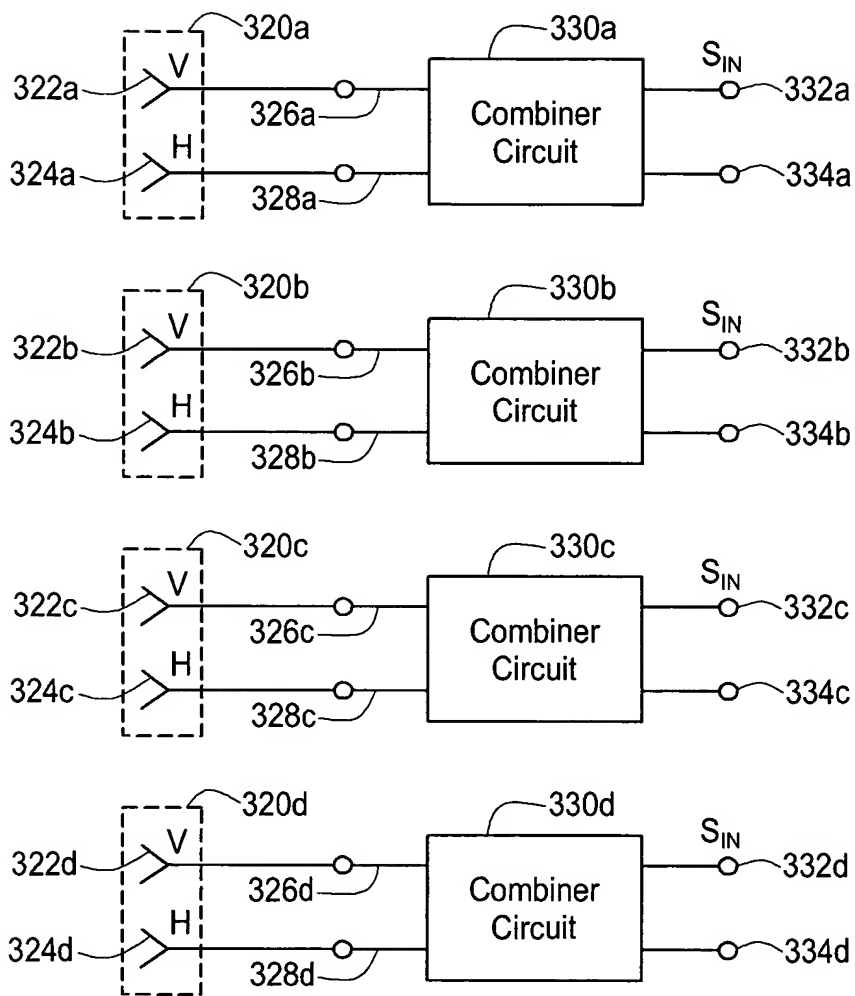 320a
330a
322a
V
S_IN
332a
326a
Combiner
Circuit
324a
H
328a
334a
320b
330b
322b
V
S_IN
332b
326b
Combiner
Circuit
324b
H
328b
334b
320c
330c
322c
V
S_IN
332c
326c
Combiner
Circuit
324c
H
328c
334c
320d
330d
322d
V
S_IN
332d
326d
Combiner
Circuit
324d
H
328d
334d